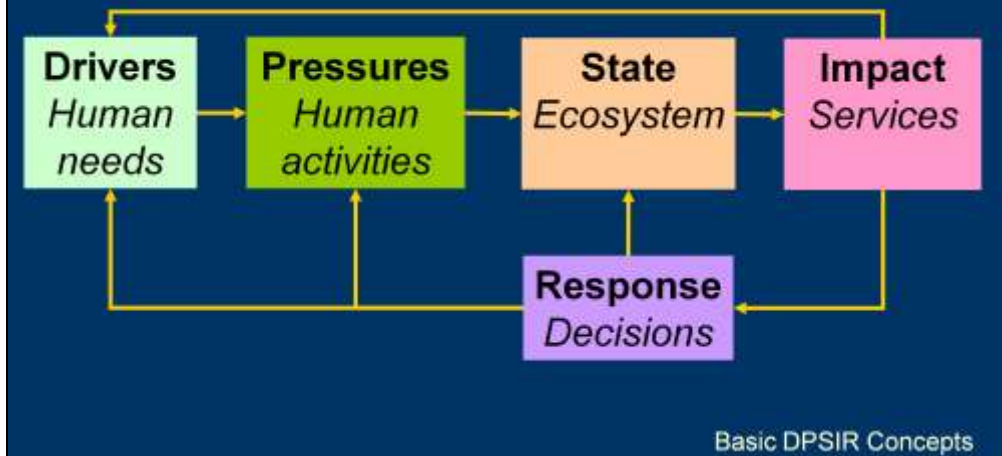 Drivers
Human
needs
Pressures
Human
activities
State
Ecosystem
Impact
Services
Response
Decisions
Basic DPSIR Concepts